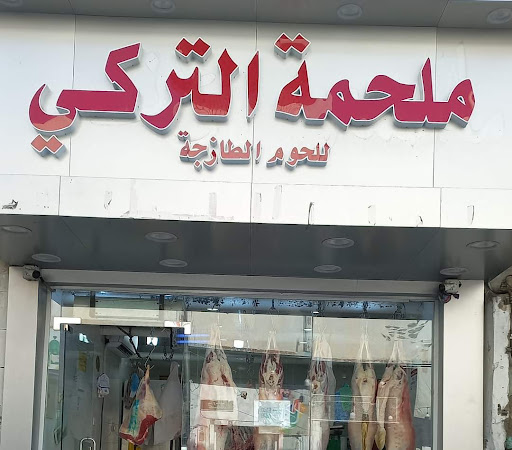 ملحمة التركي
للحوم الطازجة